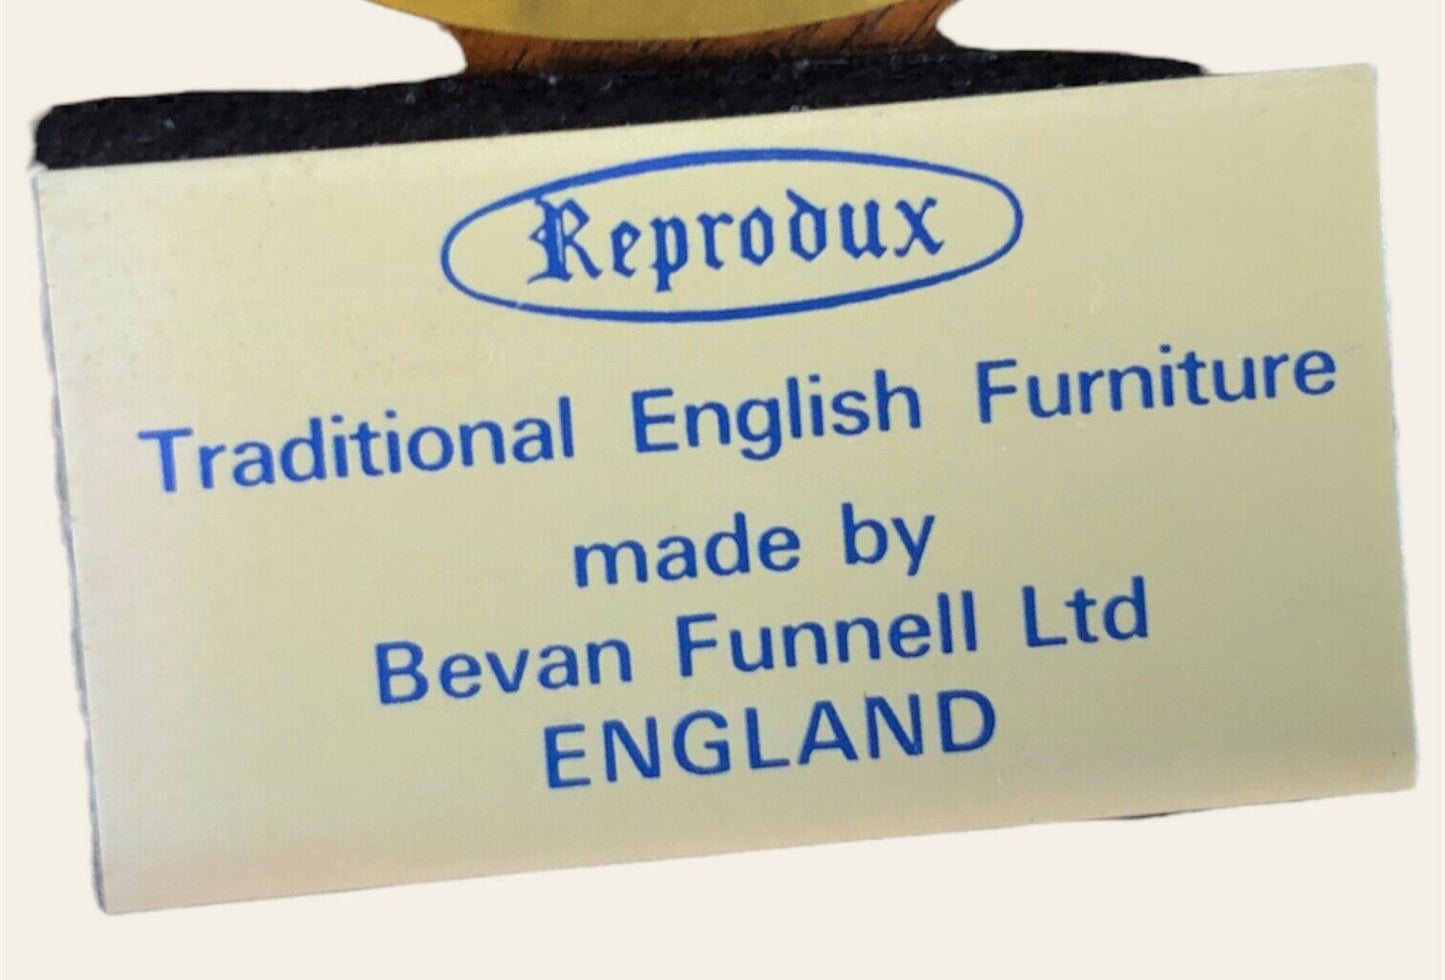 Reprodux
Traditional English Furniture
made by
Bevan Funnell Ltd
ENGLAND